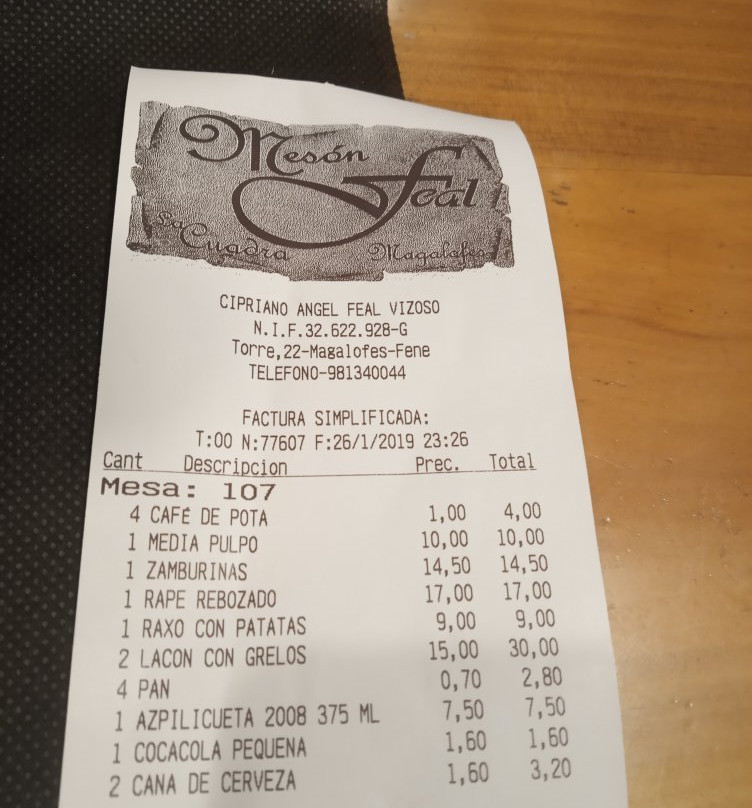 Mesón
Feal
La Cuadra Magalofes
CIPRIANO ANGEL FEAL VIZOSO
N.I.F.32.622.928-G
Torre,22-Magalofes-Fene
TELEFONO-981340044
FACTURA SIMPLIFICADA:
T:00 N:77607 F:26/1/2019 23:26
Cant Descripcion Prec. Total
Mesa: 107
4 CAFÉ DE POTA 1,00 4,00
1 MEDIA PULPO 10,00 10,00
1 ZAMBURINAS 14,50 14,50
1 RAPE REBOZADO 17,00 17,00
1 RAXO CON PATATAS 9,00 9,00
2 LACON CON GRELOS 15,00 30,00
4 PAN 0,70 2,80
1 AZPILICUETA 2008 375 ML 7,50 7,50
1 COCACOLA PEQUENA 1,60 1,60
2 CANA DE CERVEZA 1,60 3,20